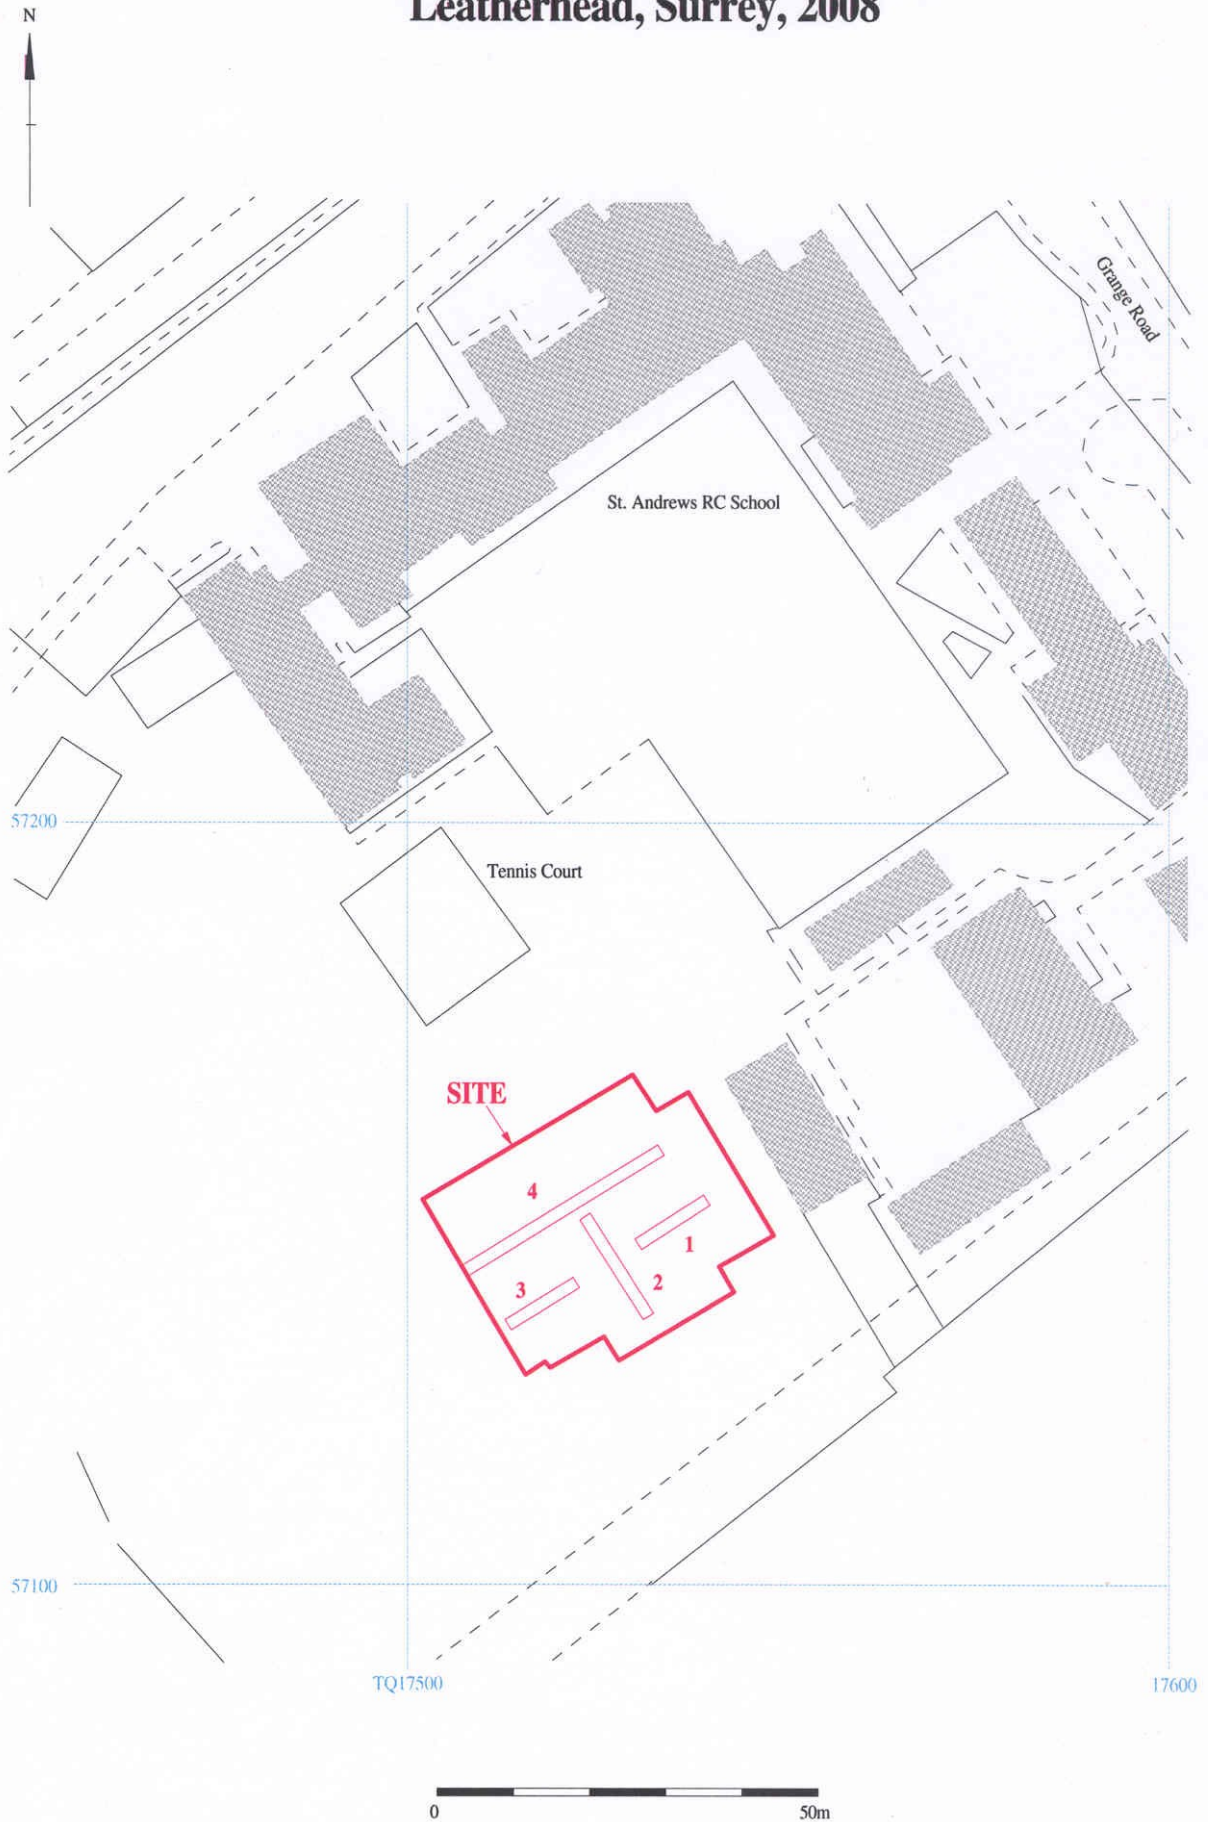 Leatherhead, Surrey, 2008
N
Grange Road
St. Andrews RC School
57200
Tennis Court
SITE
4
1
3
2
57100
TQ17500
17600
0
50m